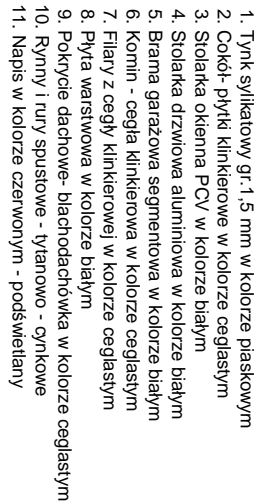 1. Tynk sylikatowy gr.1,5 mm w kolorze piaskowym
2. Cokół- płytki klinkierowe w kolorze ceglastym
3. Stolarka okienna PCV w kolorze białym
4. Stolarka drzwiowa aluminiowa w kolorze białym
5. Brama garażowa segmentowa w kolorze białym
6. Komin - cegła klinkierowa w kolorze ceglastym
7. Filary z cegły klinkierowej w kolorze ceglastym
8. Płyta warstwowa w kolorze białym
9. Pokrycie dachowe- blachodachówka w kolorze ceglastym
10. Rynny i rury spustowe - tytanowo - cynkowe
11. Napis w kolorze czerwonym - podświetlany